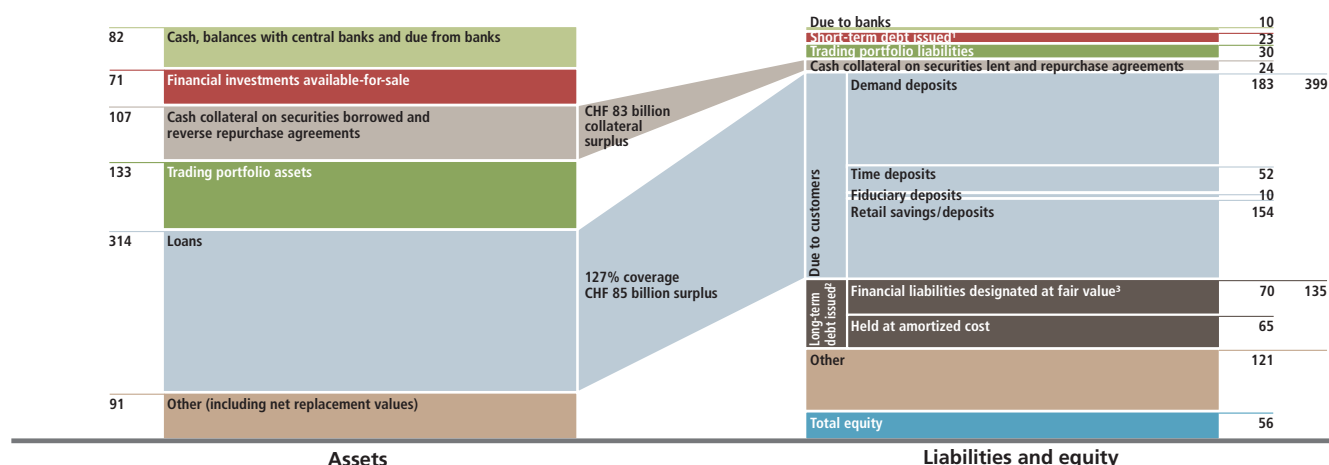 82 Cash, balances with central banks and due from banks
71 Financial investments available-for-sale
107 Cash collateral on securities borrowed and
reverse repurchase agreements
133 Trading portfolio assets
314 Loans
91 Other (including net replacement values)
Assets
CHF 83 billion
collateral
surplus
127% coverage
CHF 85 billion surplus
Due to banks 10
Short-term debt issued¹ 23
Trading portfolio liabilities 30
Cash collateral on securities lent and repurchase agreements 24
Due to customers
Demand deposits 183 399
Time deposits 52
Fiduciary deposits 10
Retail savings/deposits 154
Long-term
debt issued²
Financial liabilities designated at fair value³ 70 135
Held at amortized cost 65
Other 121
Total equity 56
Liabilities and equity